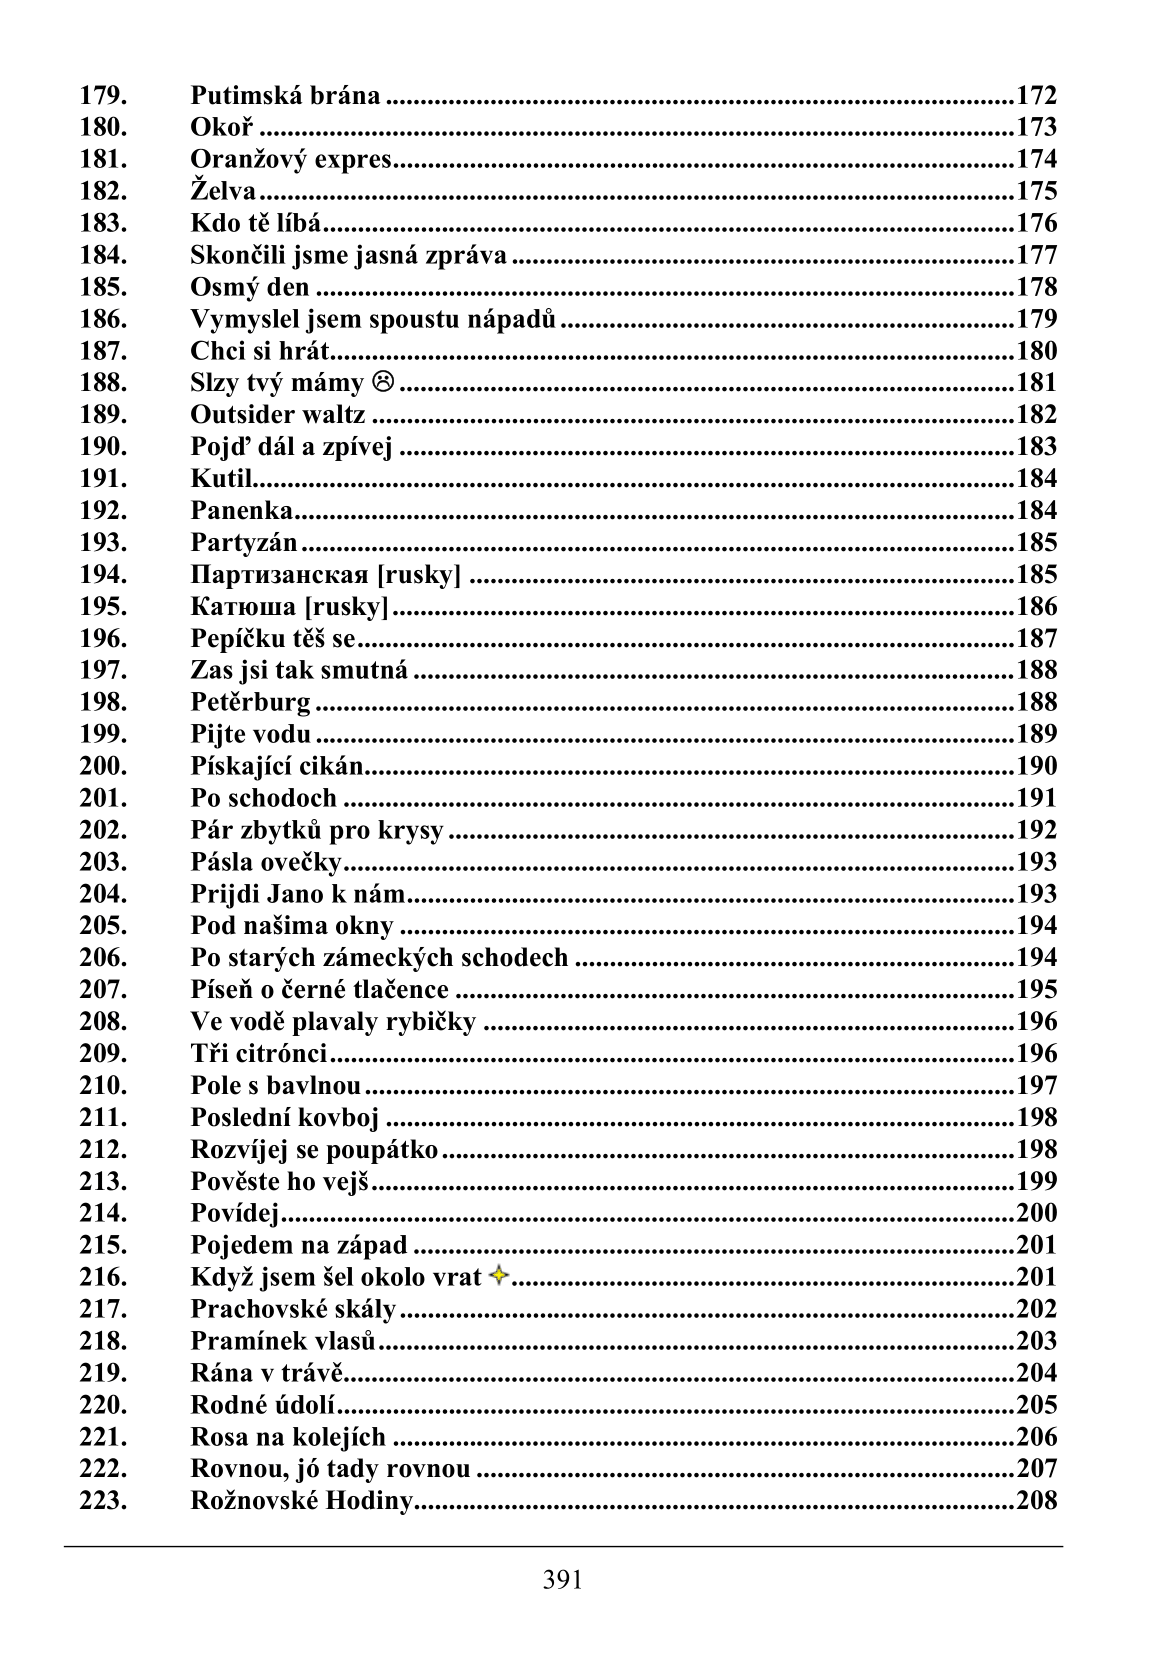 179. Putimská brána ........ 172
180. Okoř ........ 173
181. Oranžový expres ........ 174
182. Želva ........ 175
183. Kdo tě líbá ........ 176
184. Skončili jsme jasná zpráva ........ 177
185. Osmý den ........ 178
186. Vymyslel jsem spoustu nápadů ........ 179
187. Chci si hrát ........ 180
188. Slzy tvý mámy ☹ ........ 181
189. Outsider waltz ........ 182
190. Pojď dál a zpívej ........ 183
191. Kutil ........ 184
192. Panenka ........ 184
193. Partyzán ........ 185
194. Партизанская [rusky] ........ 185
195. Катюша [rusky] ........ 186
196. Pepíčku těš se ........ 187
197. Zas jsi tak smutná ........ 188
198. Petěrburg ........ 188
199. Pijte vodu ........ 189
200. Pískající cikán ........ 190
201. Po schodoch ........ 191
202. Pár zbytků pro krysy ........ 192
203. Pásla ovečky ........ 193
204. Prijdi Jano k nám ........ 193
205. Pod našima okny ........ 194
206. Po starých zámeckých schodech ........ 194
207. Píseň o černé tlačence ........ 195
208. Ve vodě plavaly rybičky ........ 196
209. Tři citrónci ........ 196
210. Pole s bavlnou ........ 197
211. Poslední kovboj ........ 198
212. Rozvíjej se poupátko ........ 198
213. Pověste ho vejš ........ 199
214. Povídej ........ 200
215. Pojedem na západ ........ 201
216. Když jsem šel okolo vrat ✦ ........ 201
217. Prachovské skály ........ 202
218. Pramínek vlasů ........ 203
219. Rána v trávě ........ 204
220. Rodné údolí ........ 205
221. Rosa na kolejích ........ 206
222. Rovnou, jó tady rovnou ........ 207
223. Rožnovské Hodiny ........ 208
391